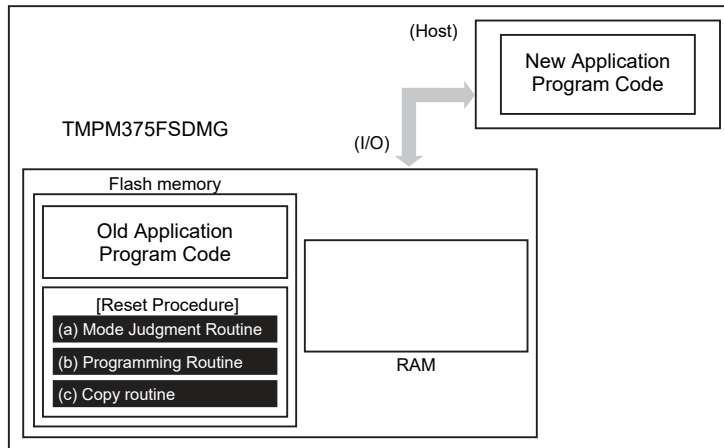 (Host)
New Application
Program Code
TMPM375FSDMG
(I/O)
Flash memory
Old Application
Program Code
[Reset Procedure]
(a) Mode Judgment Routine
(b) Programming Routine
(c) Copy routine
RAM